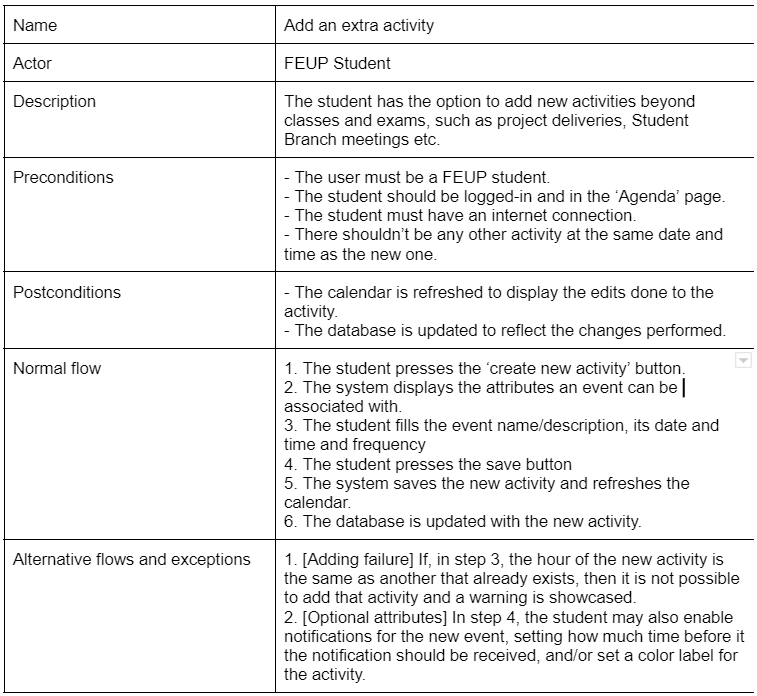 Name
Add an extra activity
Actor
FEUP Student
Description
The student has the option to add new activities beyond
classes and exams, such as project deliveries, Student
Branch meetings etc.
Preconditions
- The user must be a FEUP student.
- The student should be logged-in and in the ‘Agenda’ page.
- The student must have an internet connection.
- There shouldn’t be any other activity at the same date and
time as the new one.
Postconditions
- The calendar is refreshed to display the edits done to the
activity.
- The database is updated to reflect the changes performed.
Normal flow
1. The student presses the ‘create new activity’ button.
2. The system displays the attributes an event can be
associated with.
3. The student fills the event name/description, its date and
time and frequency
4. The student presses the save button
5. The system saves the new activity and refreshes the
calendar.
6. The database is updated with the new activity.
Alternative flows and exceptions
1. [Adding failure] If, in step 3, the hour of the new activity is
the same as another that already exists, then it is not possible
to add that activity and a warning is showcased.
2. [Optional attributes] In step 4, the student may also enable
notifications for the new event, setting how much time before it
the notification should be received, and/or set a color label for
the activity.